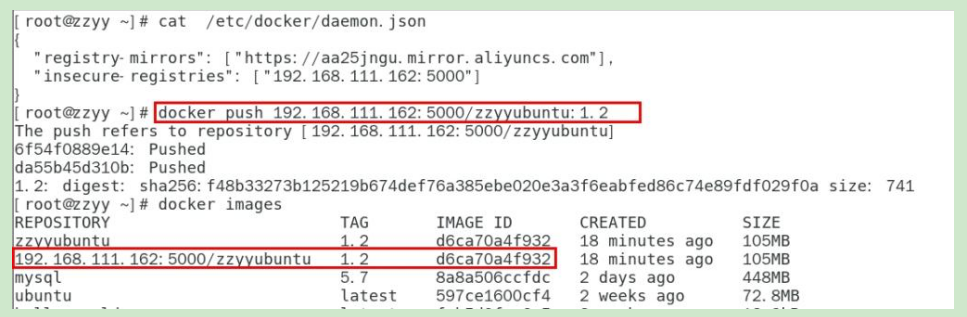 [root@zzyy ~]# cat  /etc/docker/daemon.json
{
  "registry-mirrors": ["https://aa25jngu.mirror.aliyuncs.com"],
  "insecure-registries": ["192.168.111.162:5000"]
}
[root@zzyy ~]# docker push 192.168.111.162:5000/zzyyubuntu:1.2
The push refers to repository [192.168.111.162:5000/zzyyubuntu]
6f54f0889e14: Pushed
da55b45d310b: Pushed
1.2: digest: sha256:f48b33273b125219b674def76a385ebe020e3a3f6eabfed86c74e89fdf029f0a size: 741
[root@zzyy ~]# docker images
REPOSITORY TAG IMAGE ID CREATED SIZE
zzyyubuntu 1.2 d6ca70a4f932 18 minutes ago 105MB
192.168.111.162:5000/zzyyubuntu 1.2 d6ca70a4f932 18 minutes ago 105MB
mysql 5.7 8a8a506ccfdc 2 days ago 448MB
ubuntu latest 597ce1600cf4 2 weeks ago 72.8MB